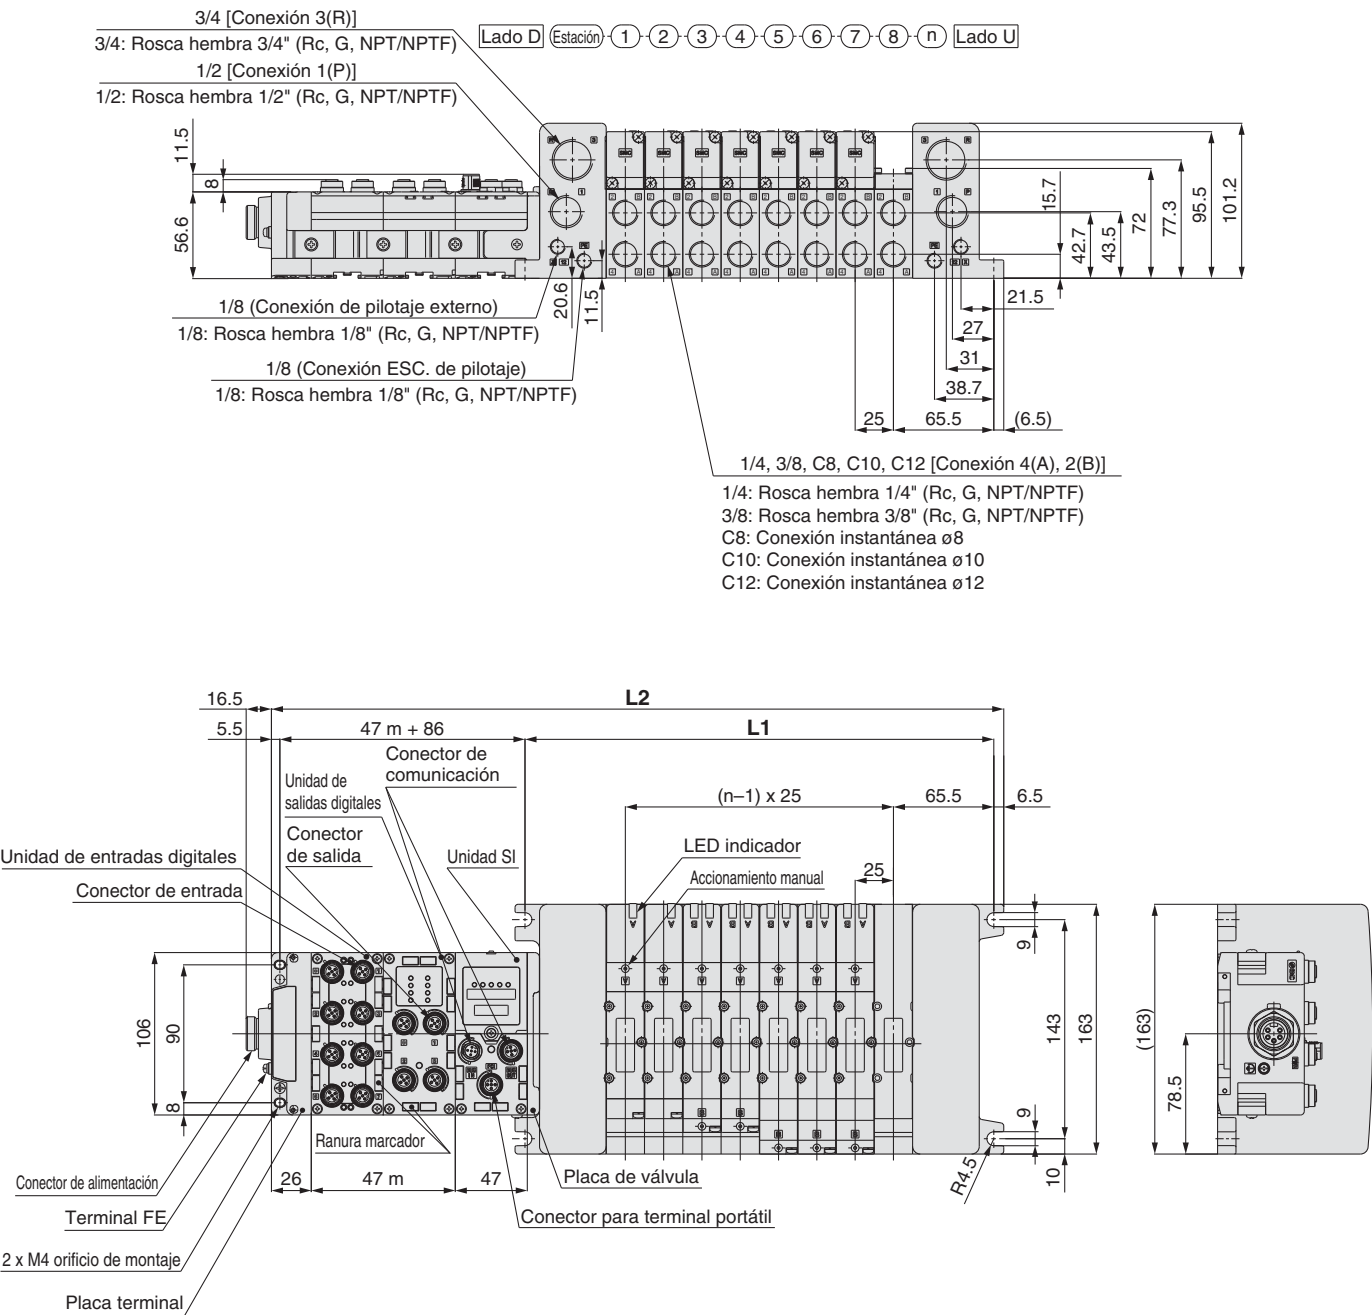 3/4 [Conexión 3(R)]
3/4: Rosca hembra 3/4" (Rc, G, NPT/NPTF)
1/2 [Conexión 1(P)]
1/2: Rosca hembra 1/2" (Rc, G, NPT/NPTF)
Lado D Estación 1 2 3 4 5 6 7 8 n Lado U
11.5
8
56.6
15.7
42.7
43.5
72
77.3
95.5
101.2
20.6
11.5
21.5
27
31
38.7
25
65.5
(6.5)
1/8 (Conexión de pilotaje externo)
1/8: Rosca hembra 1/8" (Rc, G, NPT/NPTF)
1/8 (Conexión ESC. de pilotaje)
1/8: Rosca hembra 1/8" (Rc, G, NPT/NPTF)
1/4, 3/8, C8, C10, C12 [Conexión 4(A), 2(B)]
1/4: Rosca hembra 1/4" (Rc, G, NPT/NPTF)
3/8: Rosca hembra 3/8" (Rc, G, NPT/NPTF)
C8: Conexión instantánea ø8
C10: Conexión instantánea ø10
C12: Conexión instantánea ø12
16.5
L2
5.5
47 m + 86
L1
Conector de
comunicación
Unidad de
salidas digitales
(n–1) x 25
65.5
6.5
Conector
de salida
Unidad SI
LED indicador
Unidad de entradas digitales
Accionamiento manual
25
Conector de entrada
9
106
90
8
143
163
(163)
78.5
9
10
R4.5
Ranura marcador
26
47 m
47
Placa de válvula
Conector de alimentación
Terminal FE
Conector para terminal portátil
2 x M4 orificio de montaje
Placa terminal